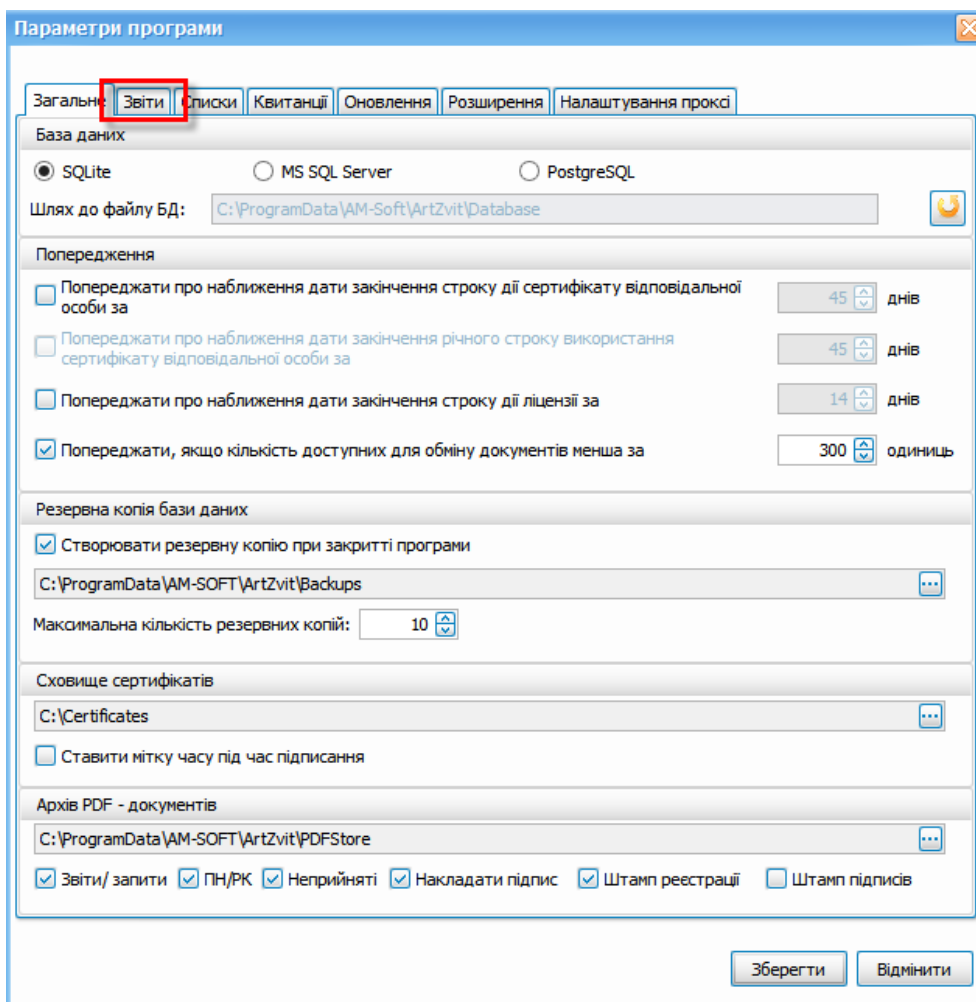 Параметри програми
Загальне Звіти Списки Квитанції Оновлення Розширення Налаштування проксі
База даних
SQLite MS SQL Server PostgreSQL
Шлях до файлу БД: C:\ProgramData\AM-Soft\ArtZvit\Database
Попередження
Попереджати про наближення дати закінчення строку дії сертифікату відповідальної
особи за 45 днів
Попереджати про наближення дати закінчення річного строку використання
сертифікату відповідальної особи за 45 днів
Попереджати про наближення дати закінчення строку дії ліцензії за 14 днів
Попереджати, якщо кількість доступних для обміну документів менша за 300 одиниць
Резервна копія бази даних
Створювати резервну копію при закритті програми
C:\ProgramData\AM-SOFT\ArtZvit\Backups
Максимальна кількість резервних копій: 10
Сховище сертифікатів
C:\Certificates
Ставити мітку часу під час підписання
Архів PDF - документів
C:\ProgramData\AM-SOFT\ArtZvit\PDFStore
Звіти/ запити ПН/РК Неприйняті Накладати підпис Штамп реєстрації Штамп підписів
Зберегти Відмінити